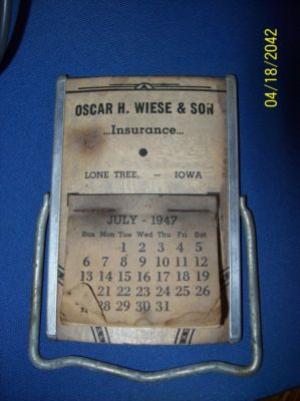 OSCAR H. WIESE & SON
...Insurance...
LONE TREE, - IOWA
JULY - 1947
Sun Mon Tue Wed Thu Fri Sat
1 2 3 4 5
6 7 8 9 10 11 12
13 14 15 16 17 18 19
21 22 23 24 25 26
28 29 30 31
04/18/2042